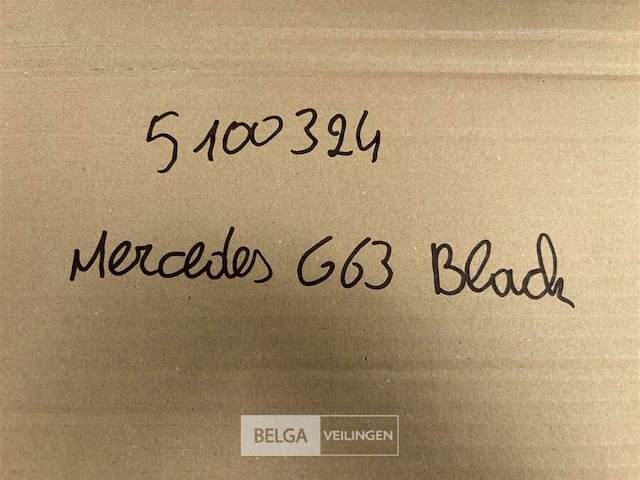 5100324
Mercedes G63 Black
BELGA VEILINGEN